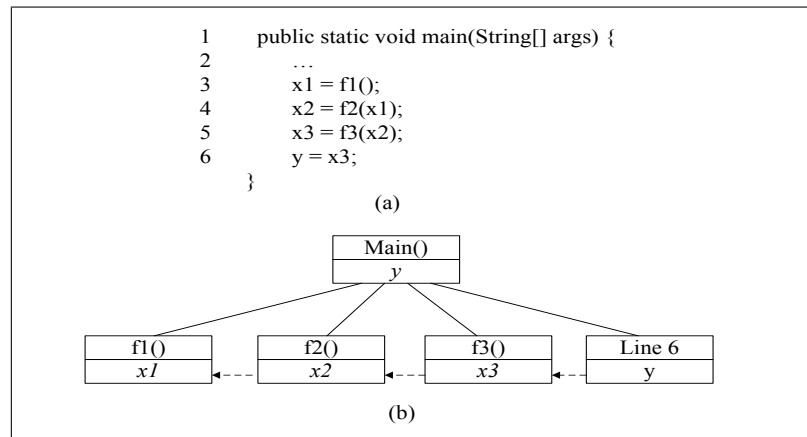 1 public static void main(String[] args) {
2 …
3 x1 = f1();
4 x2 = f2(x1);
5 x3 = f3(x2);
6 y = x3;
}
(a)
Main()
y
f1() f2() f3() Line 6
x1 x2 x3 y
(b)